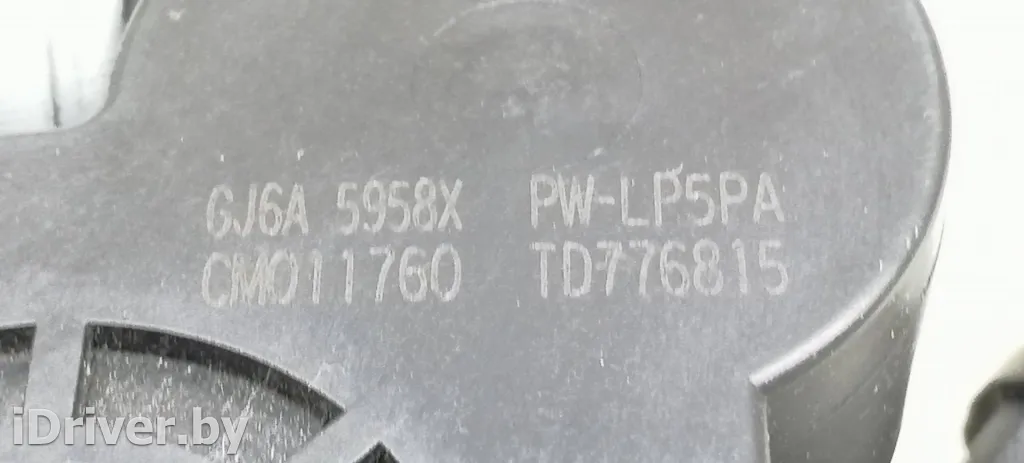 GJ6A 5958X PW-LP5PA
CM011760 TD776815
iDriver.by